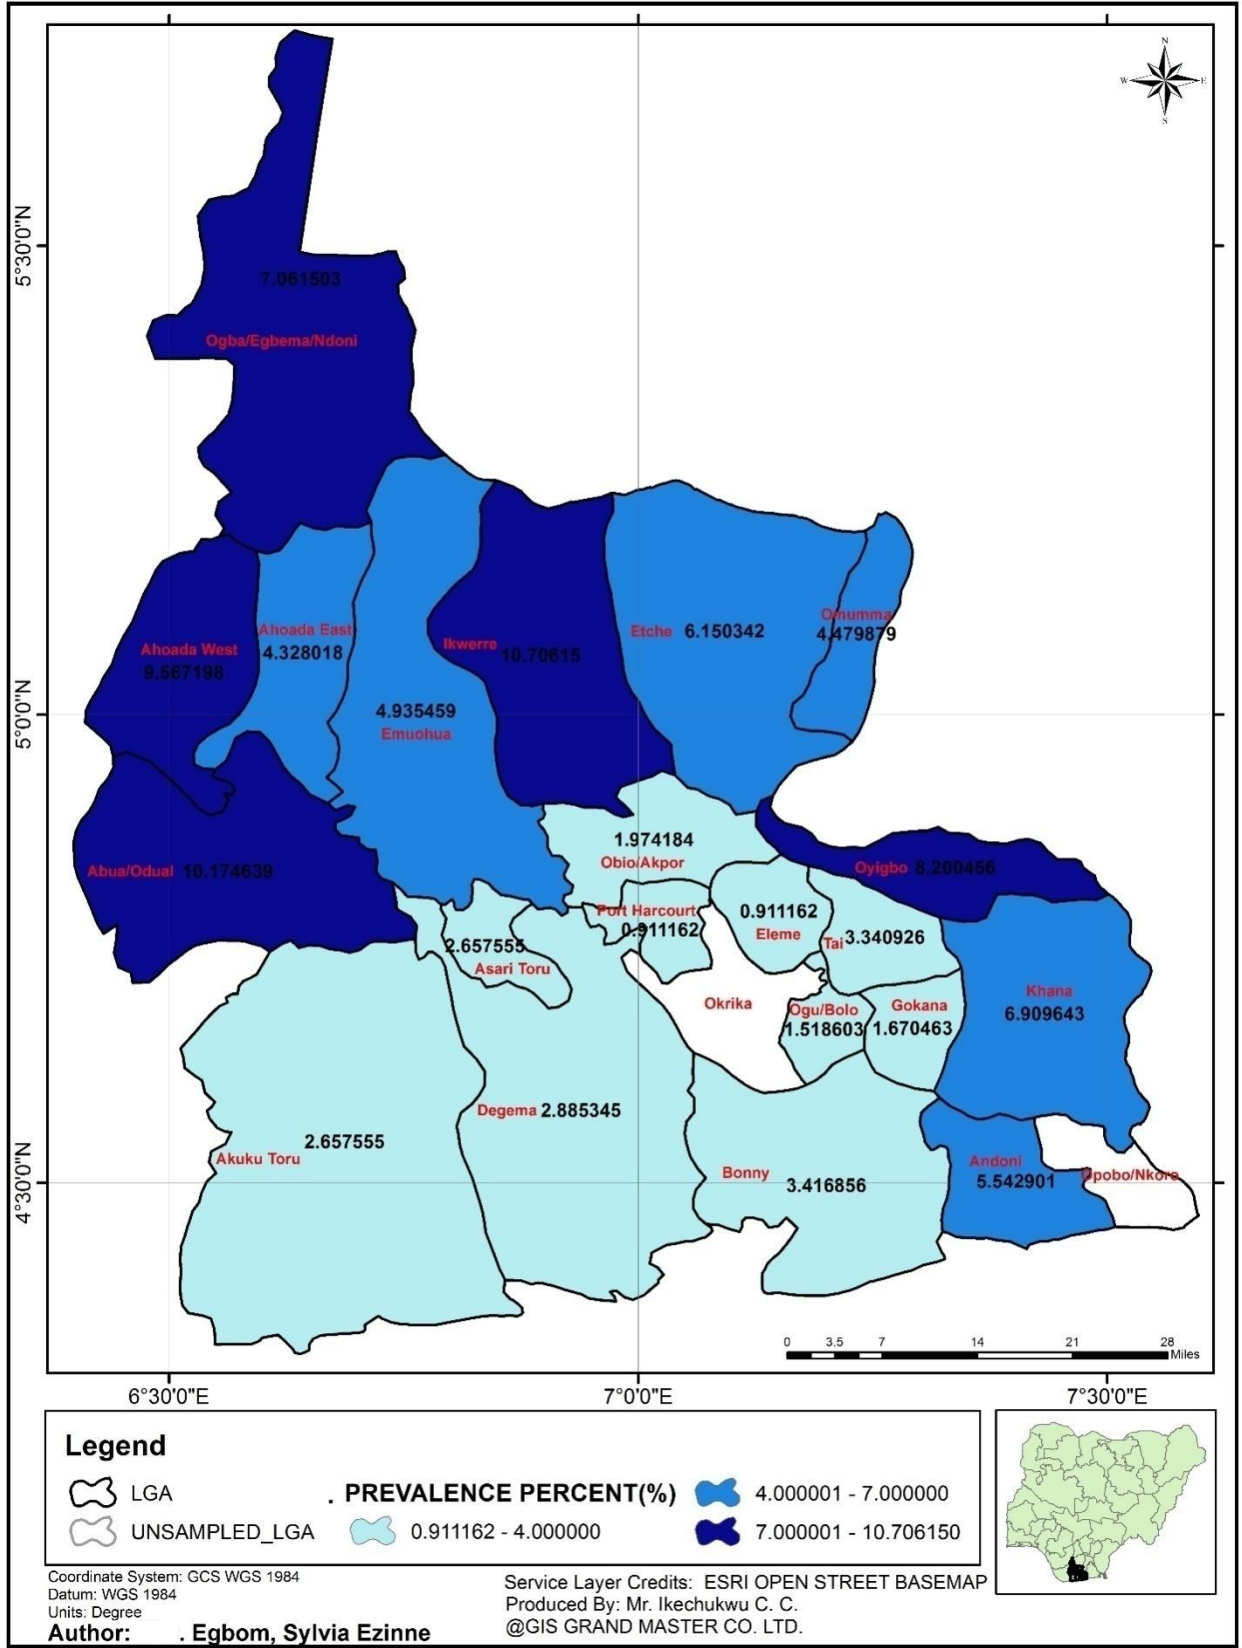 N
W E
S
5°30'0"N
7.061503
Ogba/Egbema/Ndoni
Ahoada West
9.567198
Ahoada East
4.328018
4.935459
Emuohua
Ikwerre 10.70615
Etche 6.150342
Omumma
4.479879
5°0'0"N
Abua/Odual 10.174639
1.974184
Obio/Akpor
Oyigbo 8.200456
Port Harcourt
0.911162
0.911162
Eleme
Tai 3.340926
2.657555
Asari Toru
Okrika
Ogu/Bolo
1.518603
Gokana
1.670463
Khana
6.909643
Degema 2.885345
2.657555
Akuku Toru
Bonny 3.416856
Andoni
5.542901
Opobo/Nkoro
4°30'0"N
0 3.5 7 14 21 28
Miles
6°30'0"E 7°0'0"E 7°30'0"E
Legend
LGA
UNSAMPLED_LGA
. PREVALENCE PERCENT(%)
0.911162 - 4.000000
4.000001 - 7.000000
7.000001 - 10.706150
Coordinate System: GCS WGS 1984
Datum: WGS 1984
Units: Degree
Author: . Egbom, Sylvia Ezinne
Service Layer Credits: ESRI OPEN STREET BASEMAP
Produced By: Mr. Ikechukwu C. C.
@GIS GRAND MASTER CO. LTD.